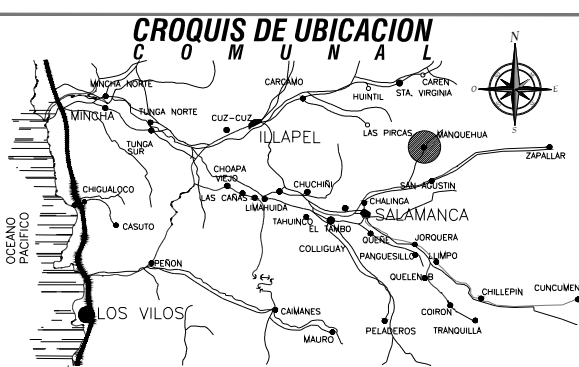 CROQUIS DE UBICACION
C O M U N A L
N
O
E
S
MINCHA NORTE
CARCAMO
CAREN
HUINTIL
STA. VIRGINIA
MINCHA
TUNGA NORTE
CUZ-CUZ
ILLAPEL
LAS PIRCAS
MANQUEHUA
TUNGA
SUR
ZAPALLAR
CHOAPA
VIEJO
CHUCHIÑI
SAN AGUSTIN
CHIGUALOCO
LAS CAÑAS
LIMAHUIDA
CHALINGA
TAHUINCO
SALAMANCA
CASUTO
EL TAMBO
QUEÑE
JORQUERA
OCEANO
PACIFICO
COLLIGUAY
PANGUESILLO
LLIMPO
PEÑON
QUELEN B
CHILLEPIN
CUNCUMEN
LOS VILOS
CAIMANES
COIRON
MAURO
PELADEROS
TRANQUILLA